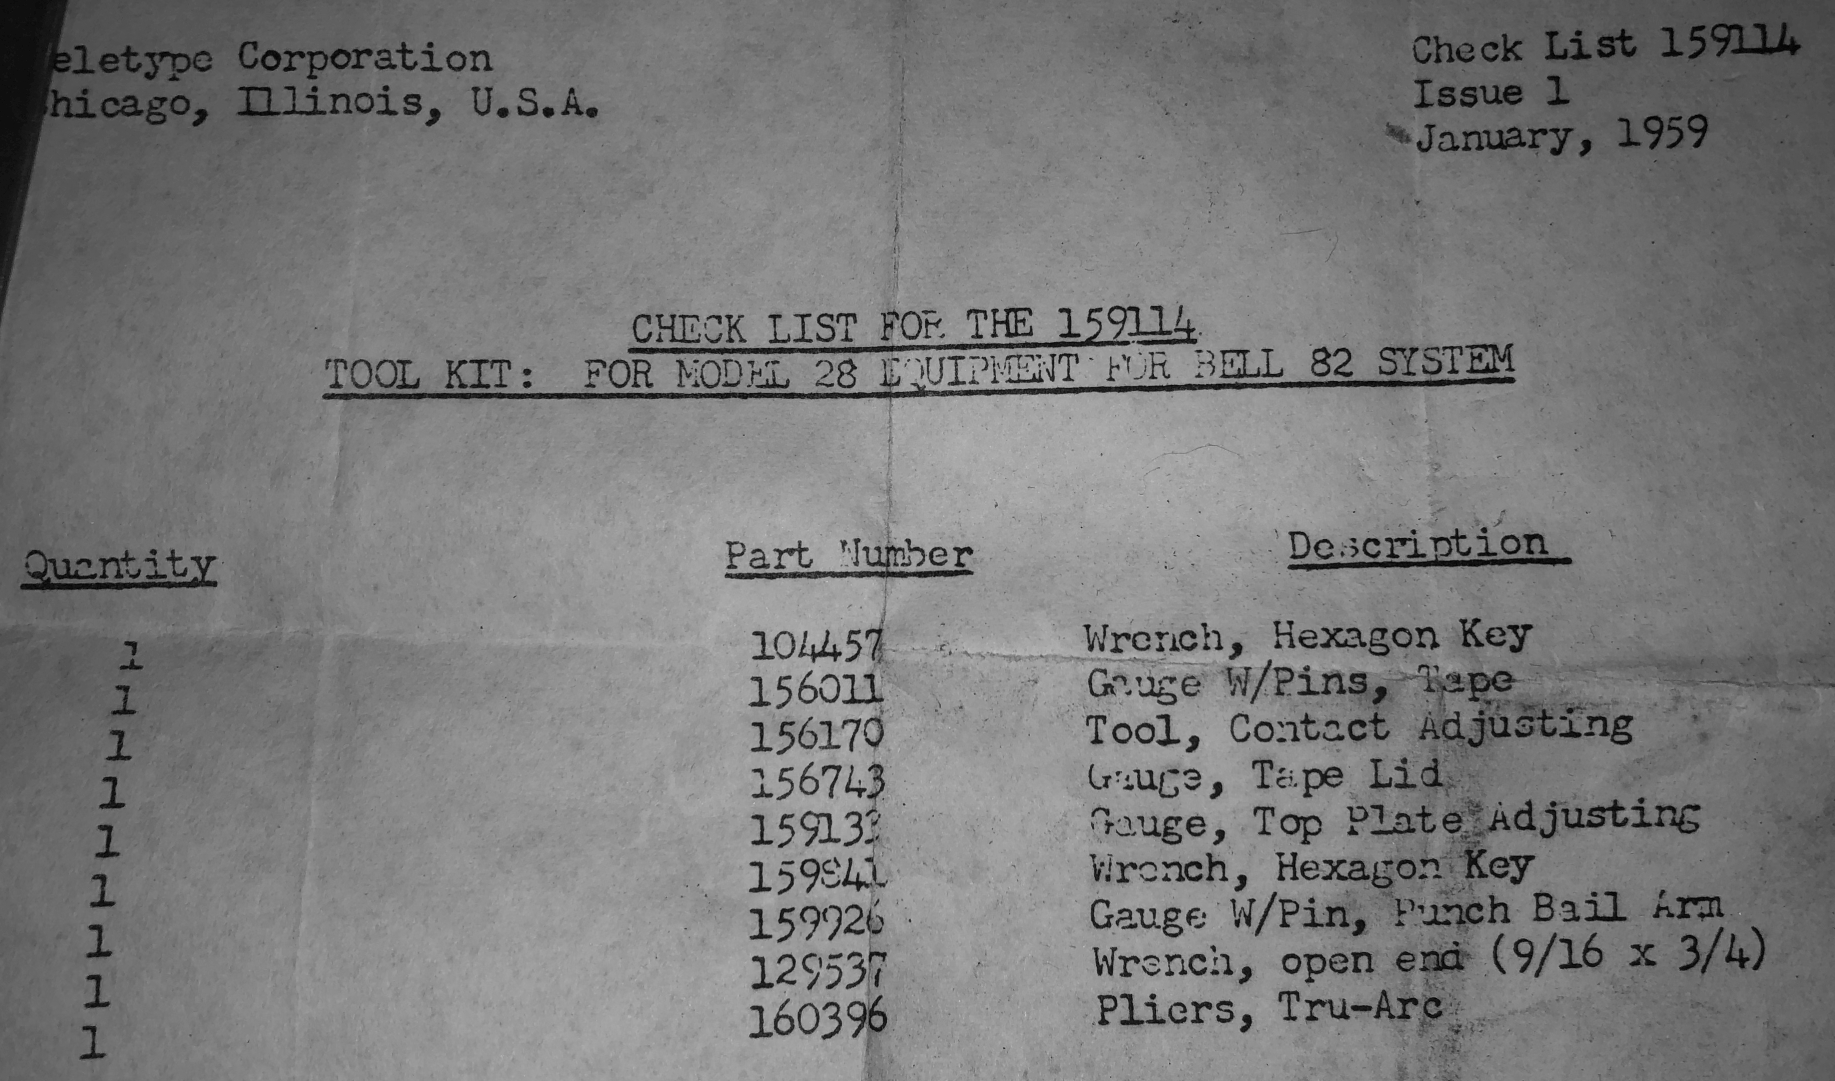 eletype Corporation
hicago, Illinois, U.S.A.
Check List 159114
Issue 1
January, 1959
CHECK LIST FOR THE 159114
TOOL KIT: FOR MODEL 28 EQUIPMENT FOR BELL 82 SYSTEM
Quantity Part Number Description
1 104457 Wrench, Hexagon Key
1 156011 Gauge W/Pins, Tape
1 156170 Tool, Contact Adjusting
1 156743 Gauge, Tape Lid
1 Gauge, Top Plate Adjusting
1 159841 Wrench, Hexagon Key
1 159926 Gauge W/Pin, Punch Bail Arm
1 129537 Wrench, open end (9/16 x 3/4)
1 160396 Pliers, Tru-Arc